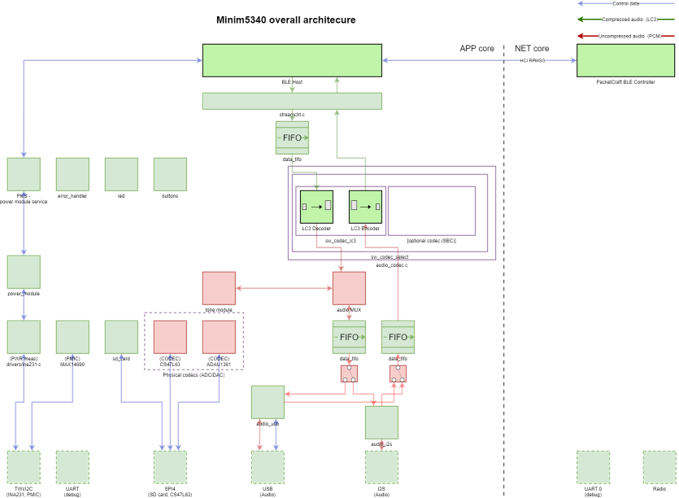 Control data
Minim5340 overall architecure
Compressed audio (LC3)
Uncompressed audio (PCM)
APP core
NET core
HCI RPMSG
BLE Host
PacketCraft BLE Controller
streamctrl.c
FIFO
data_fifo
PMS -
power module service
error_handler
led
buttons
LC3 Decoder
LC3 Encoder
sw_codec_lc3
[optional codec (SBC)]
sw_codec_select
audio_codec.c
power_module
tone module
audio MUX
FIFO
FIFO
(PWR meas)
drivers/ina231.c
(PMIC)
MAX14690
sd_card
(CODEC)
CS47L63
(CODEC)
ADAU1361
Physical codecs (ADC/DAC)
data_fifo
data_fifo
audio_usb
audio_i2s
TWI/I2C
(INA231, PMIC)
UART
(debug)
SPI4
(SD card, CS47L63)
USB
(Audio)
I2S
(Audio)
UART 0
(debug)
Radio